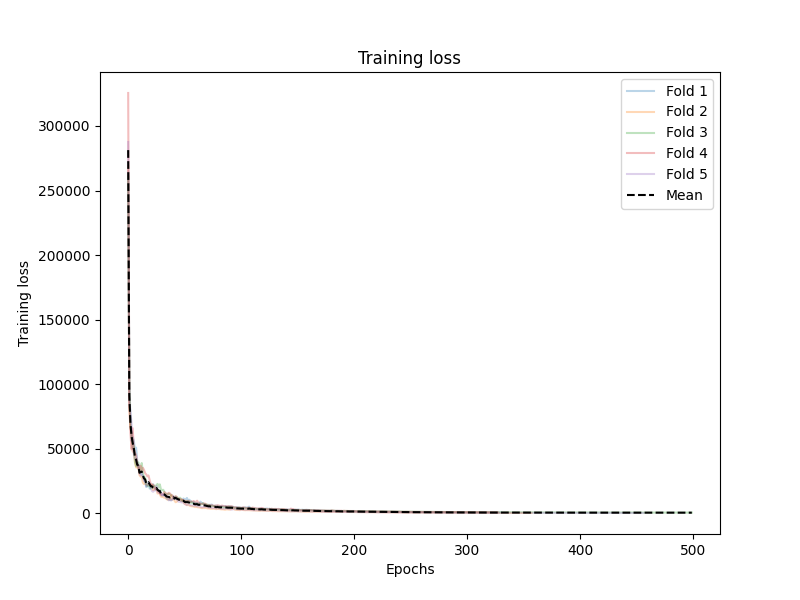 Training loss
Fold 1
Fold 2
Fold 3
Fold 4
Fold 5
Mean
Training loss
300000
250000
200000
150000
100000
50000
0
0 100 200 300 400 500
Epochs